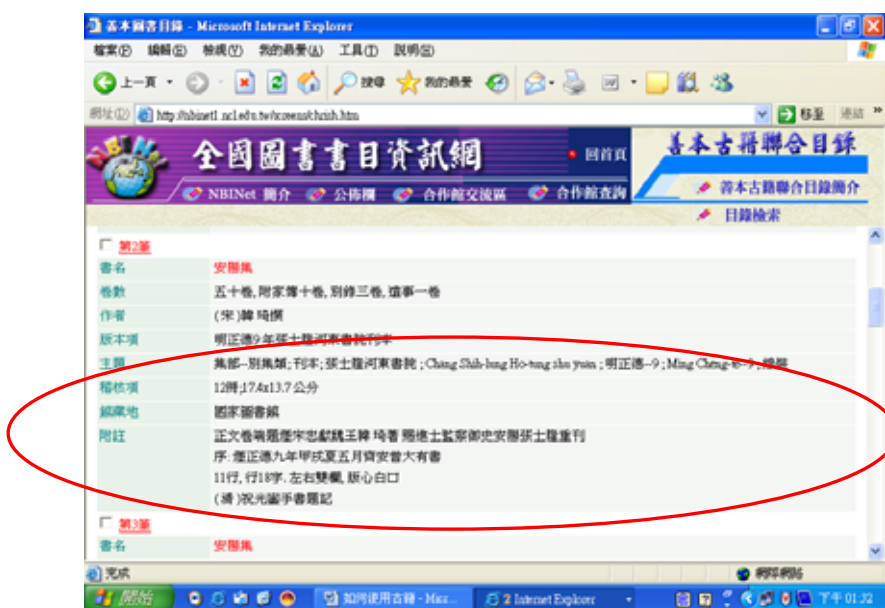 善本圖書目錄 - Microsoft Internet Explorer
檔案(F) 編輯(E) 檢視(V) 我的最愛(A) 工具(T) 說明(H)
上一頁 搜尋 我的最愛
網址(D) 移至 連結 »
全國圖書書目資訊網 回首頁 善本古籍聯合目錄
NBINet 簡介 公佈欄 合作館交流區 合作館查詢 善本古籍聯合目錄簡介
目錄檢索
第2筆
書名 安陽集
卷數 五十卷, 附家傳十卷, 別錄三卷, 遺事一卷
作者 (宋)韓琦撰
版本項 明正德9年張士隆河東書院刊本
主題 集部--別集類; 刊本; 張士隆河東書院 ; Chang Shih-lung Ho-tung shu yuan ; 明正德--9 ; Ming Cheng-te--9 ; 線裝
稽核項 12冊;17.4x13.7 公分
館藏地 國家圖書館
附註 正文卷端題宋忠獻魏王韓 琦著 賜進士監察御史安陽張士隆重刊
序: 正德九年甲戌夏五月 安曾大有書
11行, 行18字. 左右雙欄, 版心白口
(清)祝光 手書題記
第3筆
書名 安陽集
完成 網際網路
開始 如何使用古籍 - Micr... 2 Internet Explorer 下午 01:32